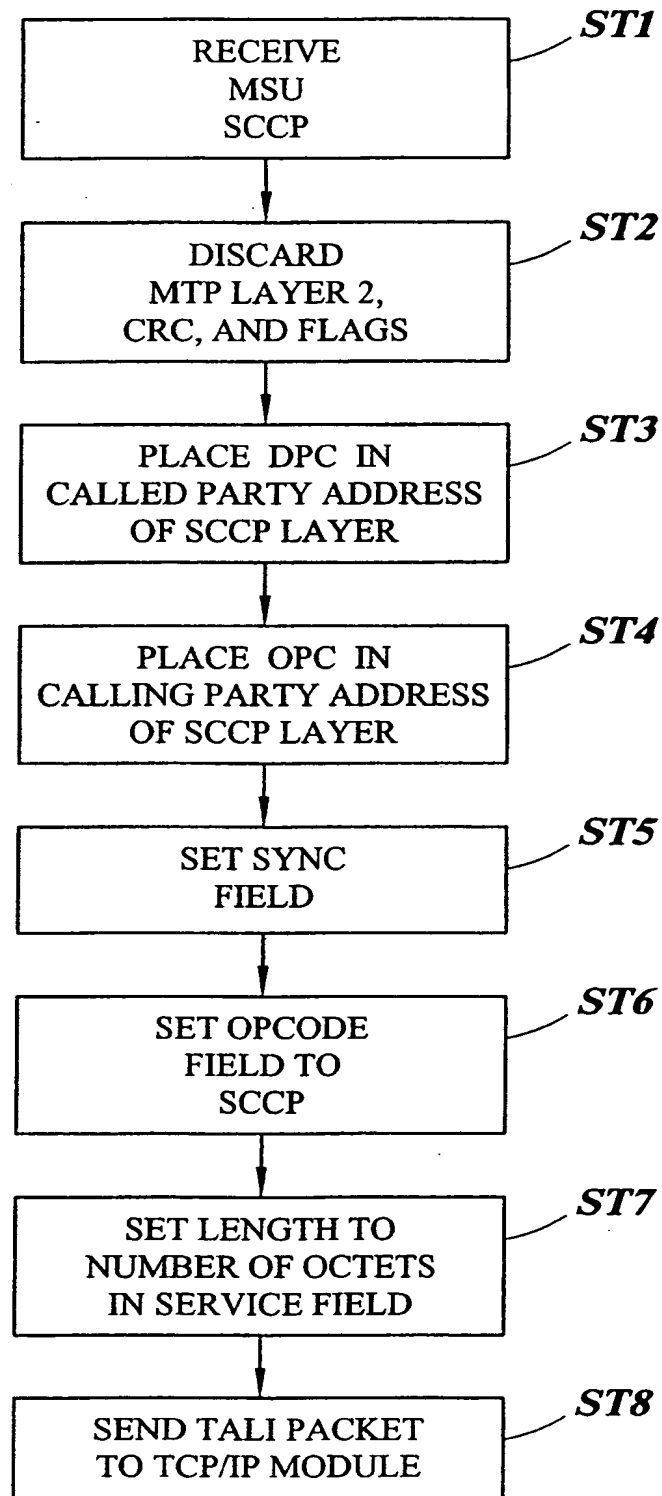 ST1
RECEIVE
MSU
SCCP
ST2
DISCARD
MTP LAYER 2,
CRC, AND FLAGS
ST3
PLACE DPC IN
CALLED PARTY ADDRESS
OF SCCP LAYER
ST4
PLACE OPC IN
CALLING PARTY ADDRESS
OF SCCP LAYER
ST5
SET SYNC
FIELD
ST6
SET OPCODE
FIELD TO
SCCP
ST7
SET LENGTH TO
NUMBER OF OCTETS
IN SERVICE FIELD
ST8
SEND TALI PACKET
TO TCP/IP MODULE